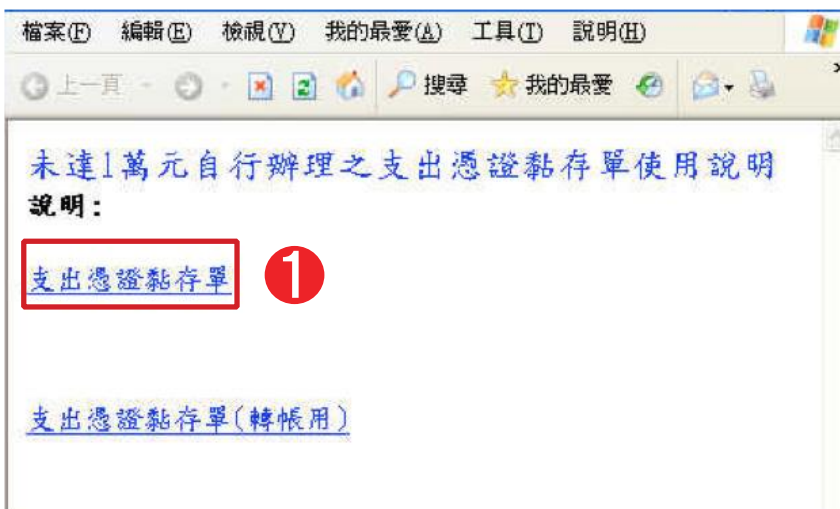 檔案(F) 編輯(E) 檢視(V) 我的最愛(A) 工具(T) 說明(H)
上一頁 搜尋 我的最愛
未達1萬元自行辦理之支出憑證黏存單使用說明
說明:
支出憑證黏存單 1
支出憑證黏存單(轉帳用)